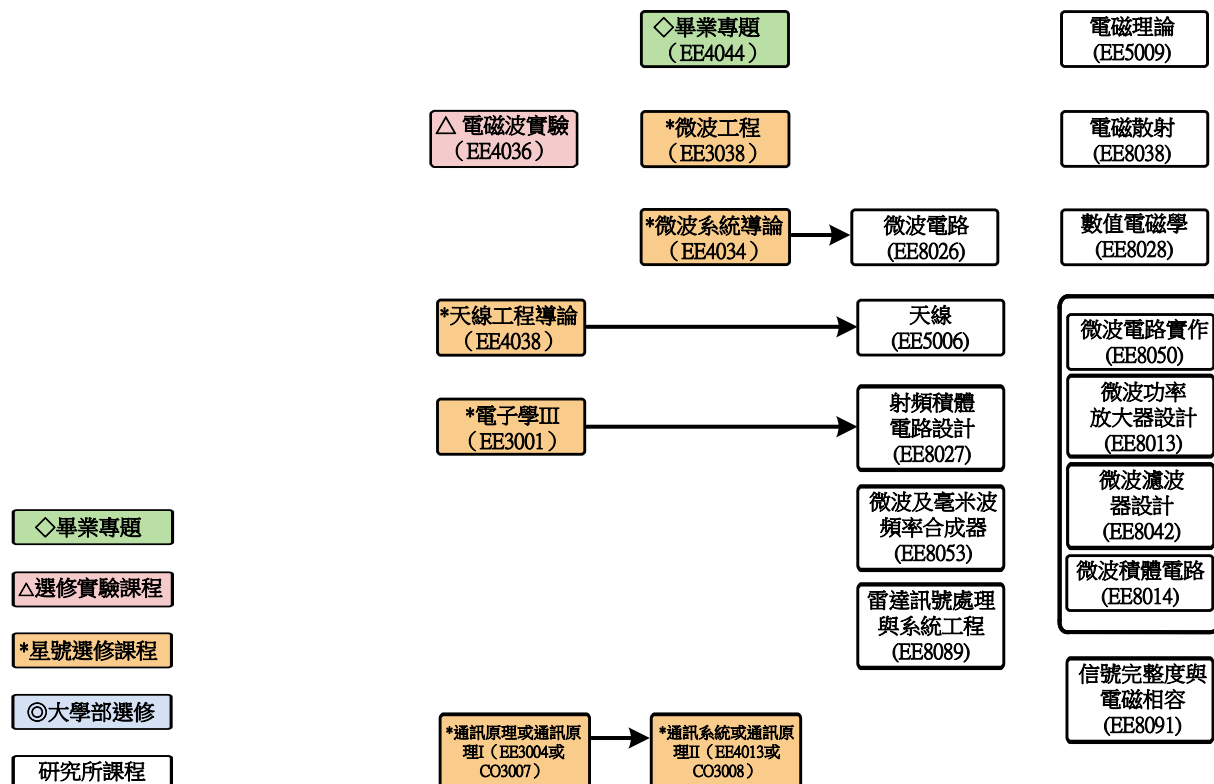 ◇畢業專題
（EE4044）
電磁理論
(EE5009)
△ 電磁波實驗
（EE4036）
*微波工程
（EE3038）
電磁散射
(EE8038)
*微波系統導論
（EE4034）
微波電路
(EE8026)
數值電磁學
(EE8028)
*天線工程導論
（EE4038）
天線
(EE5006)
微波電路實作
(EE8050)
*電子學III
（EE3001）
射頻積體
電路設計
(EE8027)
微波功率
放大器設計
(EE8013)
微波及毫米波
頻率合成器
(EE8053)
微波濾波
器設計
(EE8042)
雷達訊號處理
與系統工程
(EE8089)
微波積體電路
(EE8014)
信號完整度與
電磁相容
(EE8091)
*通訊原理或通訊原
理I（EE3004或
CO3007）
*通訊系統或通訊原
理II（EE4013或
CO3008）
◇畢業專題
△選修實驗課程
*星號選修課程
◎大學部選修
研究所課程